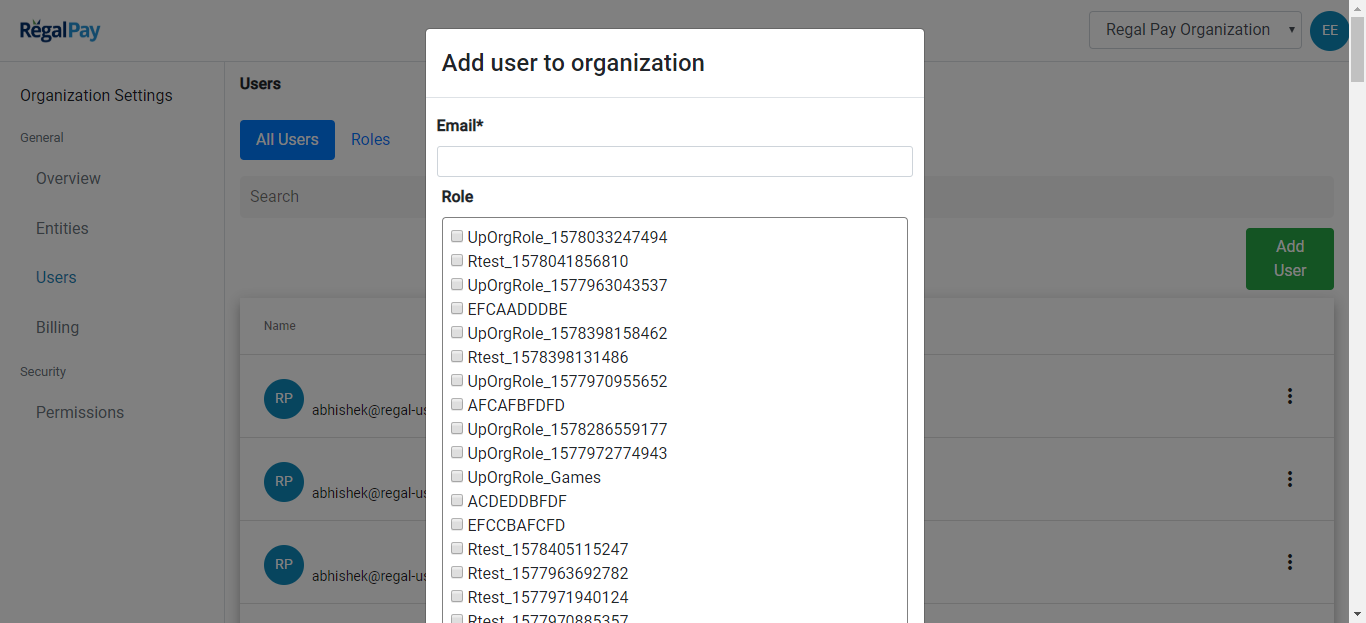 RegalPay
Regal Pay Organization
EE
Organization Settings
General
Overview
Entities
Users
Billing
Security
Permissions
Users
All Users
Roles
Search
Add
User
Name
RP
abhishek@regal-us
RP
abhishek@regal-us
RP
abhishek@regal-us
Add user to organization
Email*
Role
UpOrgRole_1578033247494
Rtest_1578041856810
UpOrgRole_1577963043537
EFCAADDDBE
UpOrgRole_1578398158462
Rtest_1578398131486
UpOrgRole_1577970955652
AFCAFBFDFD
UpOrgRole_1578286559177
UpOrgRole_1577972774943
UpOrgRole_Games
ACDEDDBFDF
EFCCBAFCFD
Rtest_1578405115247
Rtest_1577963692782
Rtest_1577971940124
Rtest_1577970885357